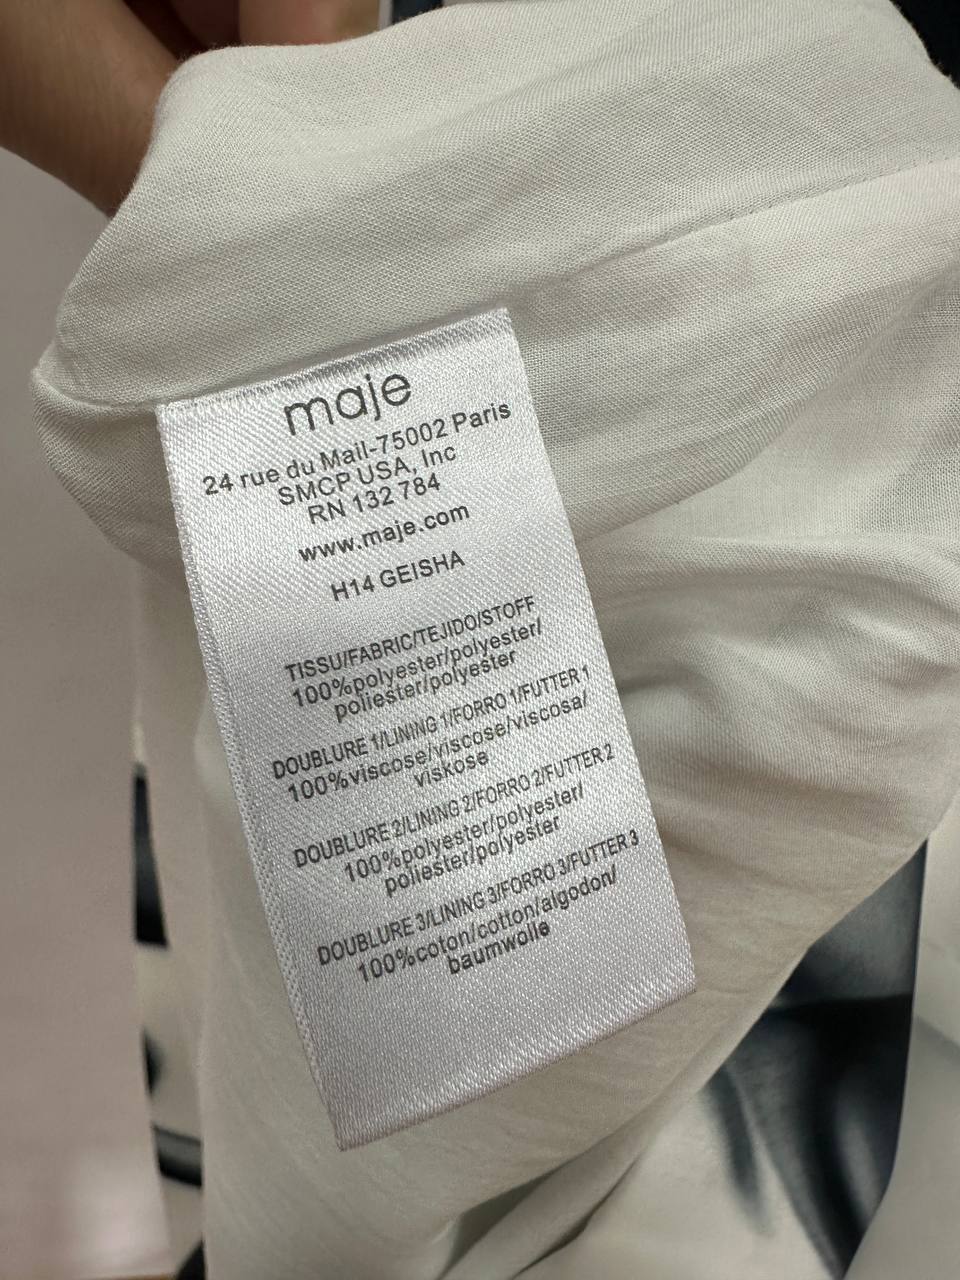 maje
24 rue du Mail-75002 Paris
SMCP USA, Inc
RN 132 784
www.maje.com
H14 GEISHA
TISSU/FABRIC/TEJIDO/STOFF
100%polyester/polyester/
poliester/polyester
DOUBLURE 1/LINING 1/FORRO 1/FUTTER 1
100%viscose/viscose/viscosa/
viskose
DOUBLURE 2/LINING 2/FORRO 2/FUTTER 2
100%polyester/polyester/
poliester/polyester
DOUBLURE 3/LINING 3/FORRO 3/FUTTER 3
100%coton/cotton/algodon/
baumwolle